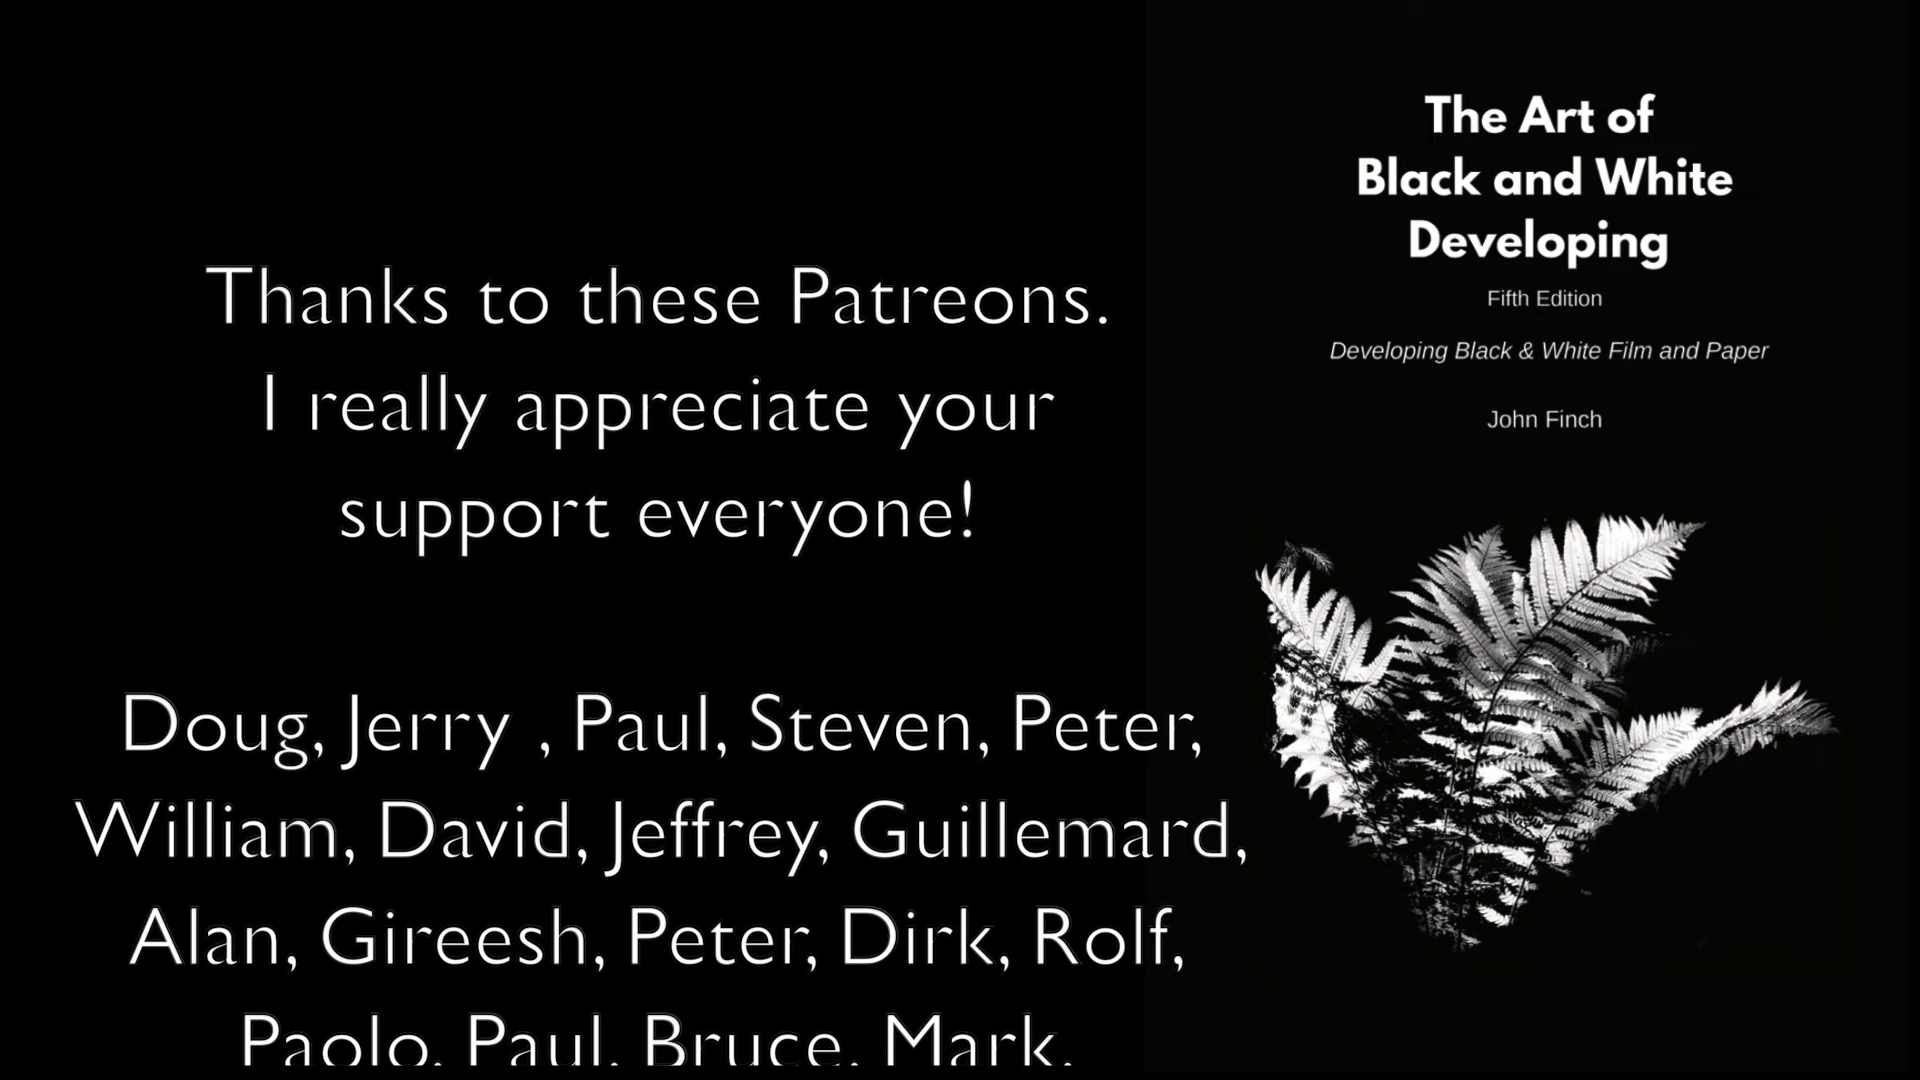 Thanks to these Patreons.
I really appreciate your
support everyone!
Doug, Jerry , Paul, Steven, Peter,
William, David, Jeffrey, Guillemard,
Alan, Gireesh, Peter, Dirk, Rolf,
Paolo, Paul, Bruce, Mark,
The Art of
Black and White
Developing
Fifth Edition
Developing Black & White Film and Paper
John Finch